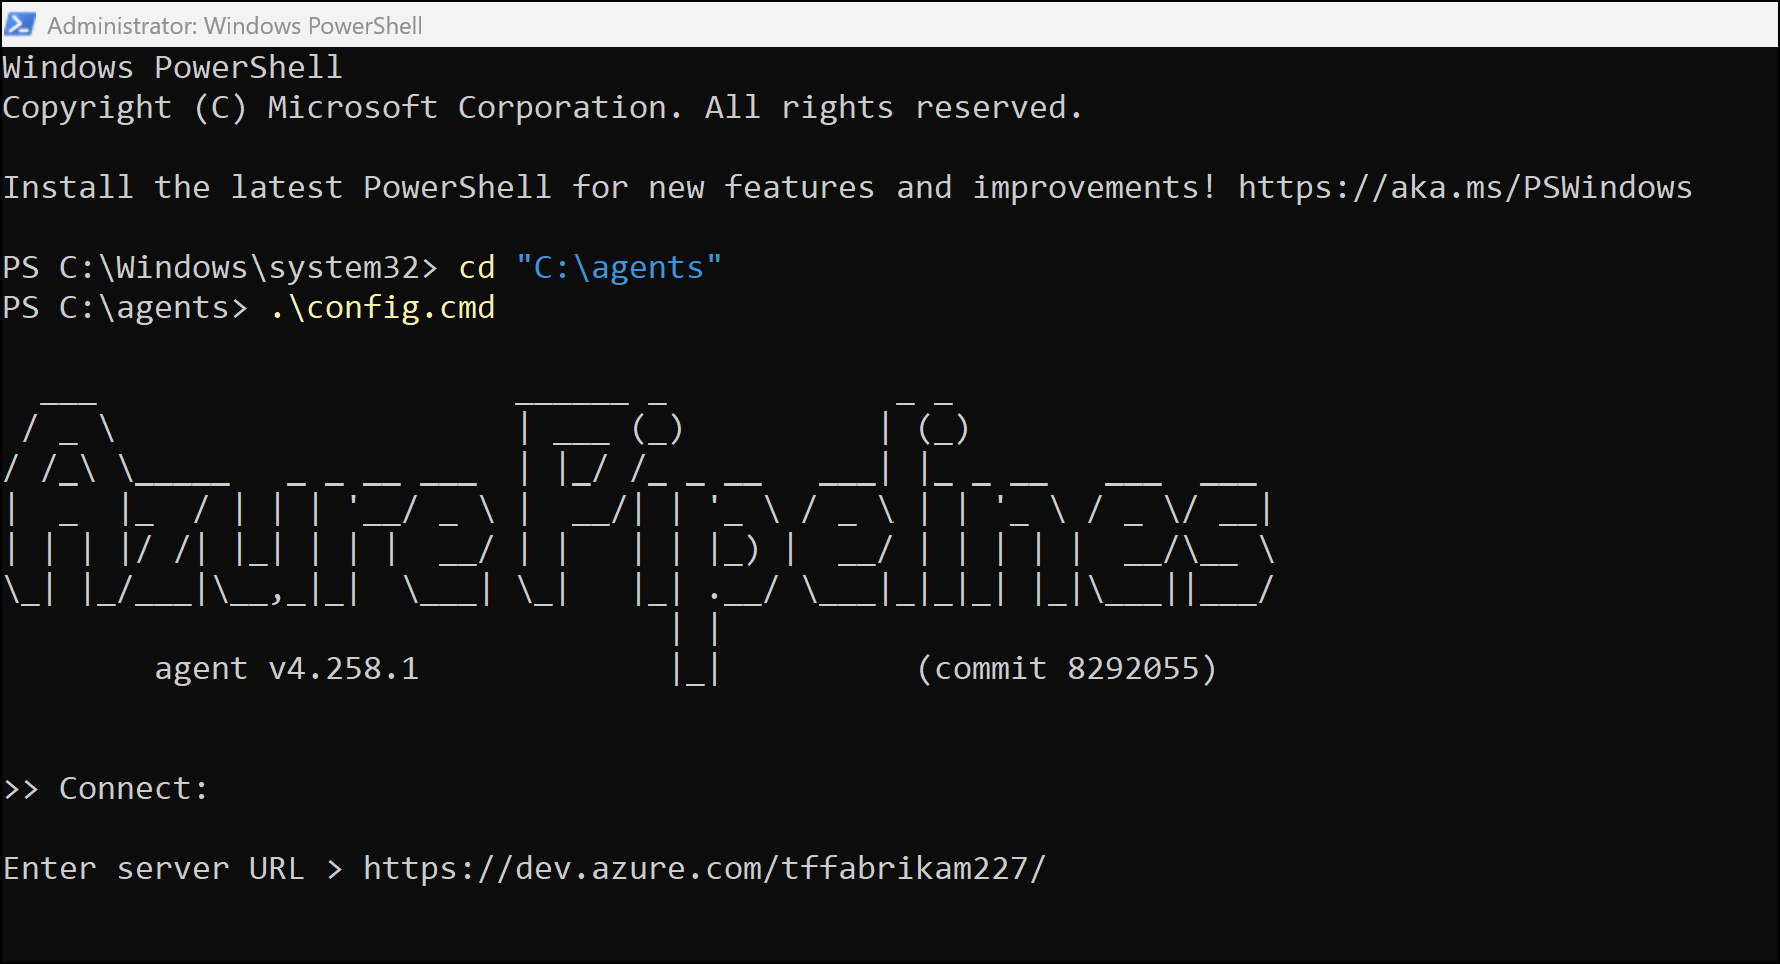 Administrator: Windows PowerShell
Windows PowerShell
Copyright (C) Microsoft Corporation. All rights reserved.
Install the latest PowerShell for new features and improvements! https://aka.ms/PSWindows
PS C:\Windows\system32> cd "C:\agents"
PS C:\agents> .\config.cmd
Azure Pipelines
agent v4.258.1 (commit 8292055)
>> Connect:
Enter server URL > https://dev.azure.com/tffabrikam227/